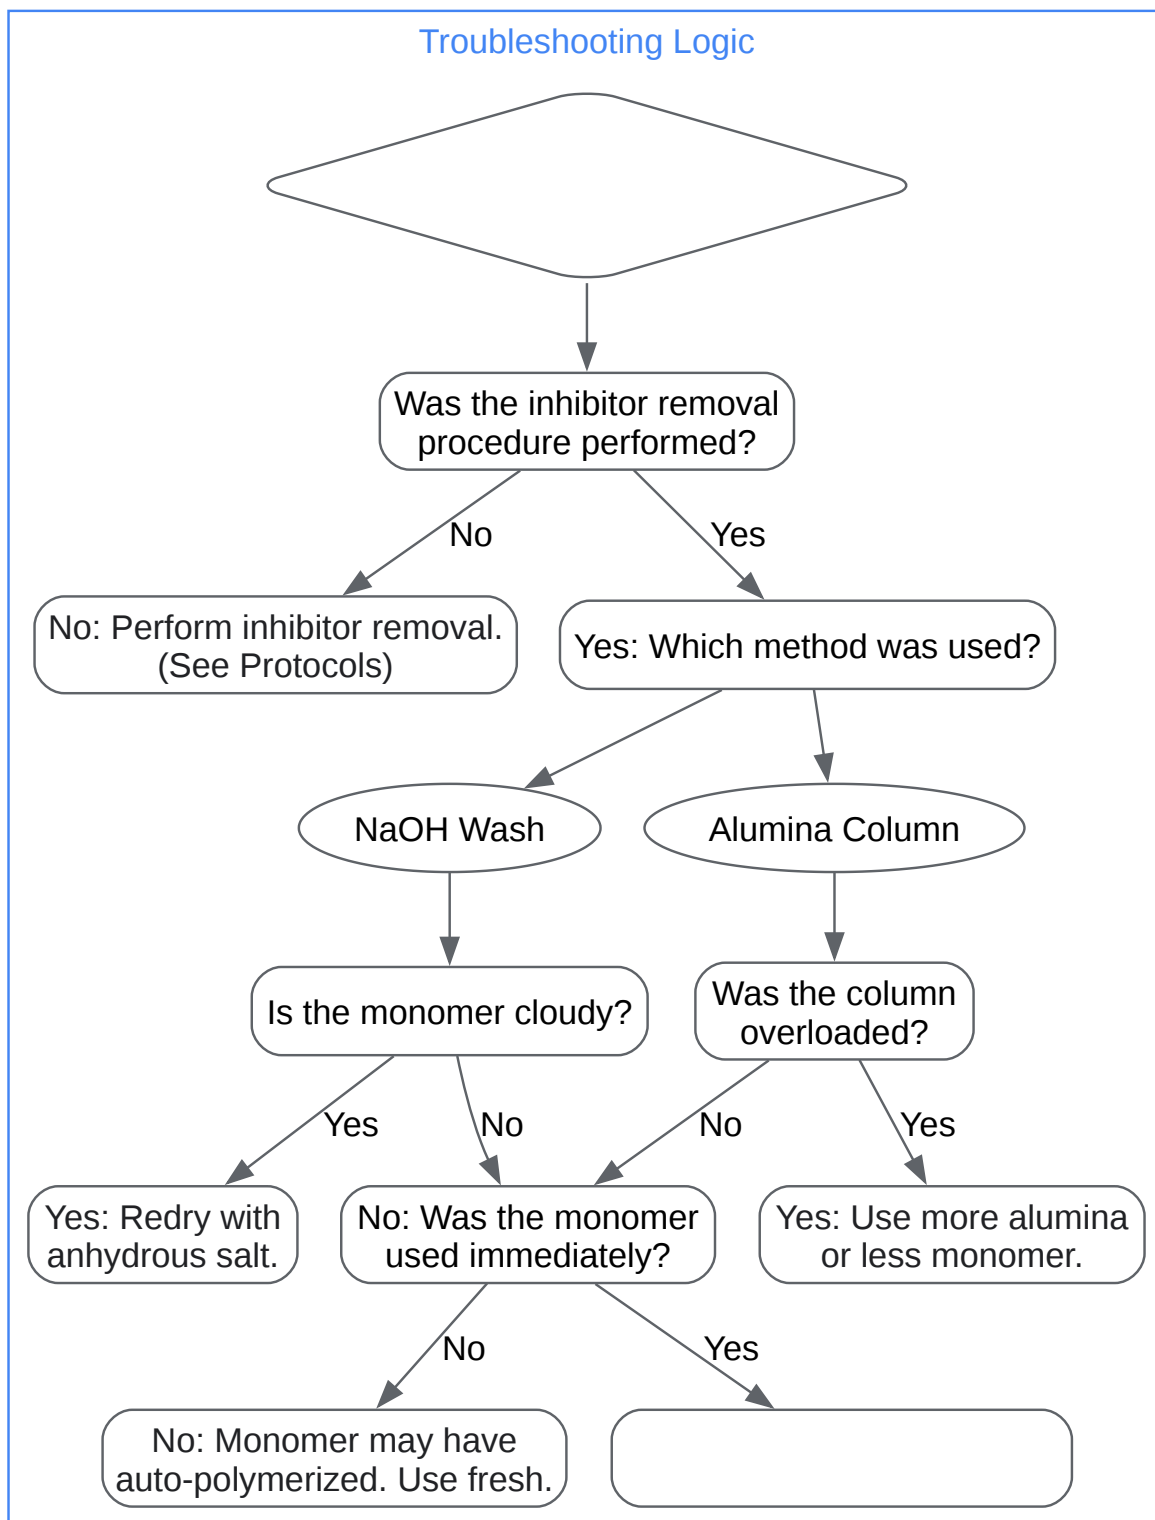 Troubleshooting Logic
Was the inhibitor removal
procedure performed?
No
Yes
No: Perform inhibitor removal.
(See Protocols)
Yes: Which method was used?
NaOH Wash
Alumina Column
Is the monomer cloudy?
Was the column
overloaded?
Yes
No
No
Yes
Yes: Redry with
anhydrous salt.
No: Was the monomer
used immediately?
Yes: Use more alumina
or less monomer.
No
Yes
No: Monomer may have
auto-polymerized. Use fresh.